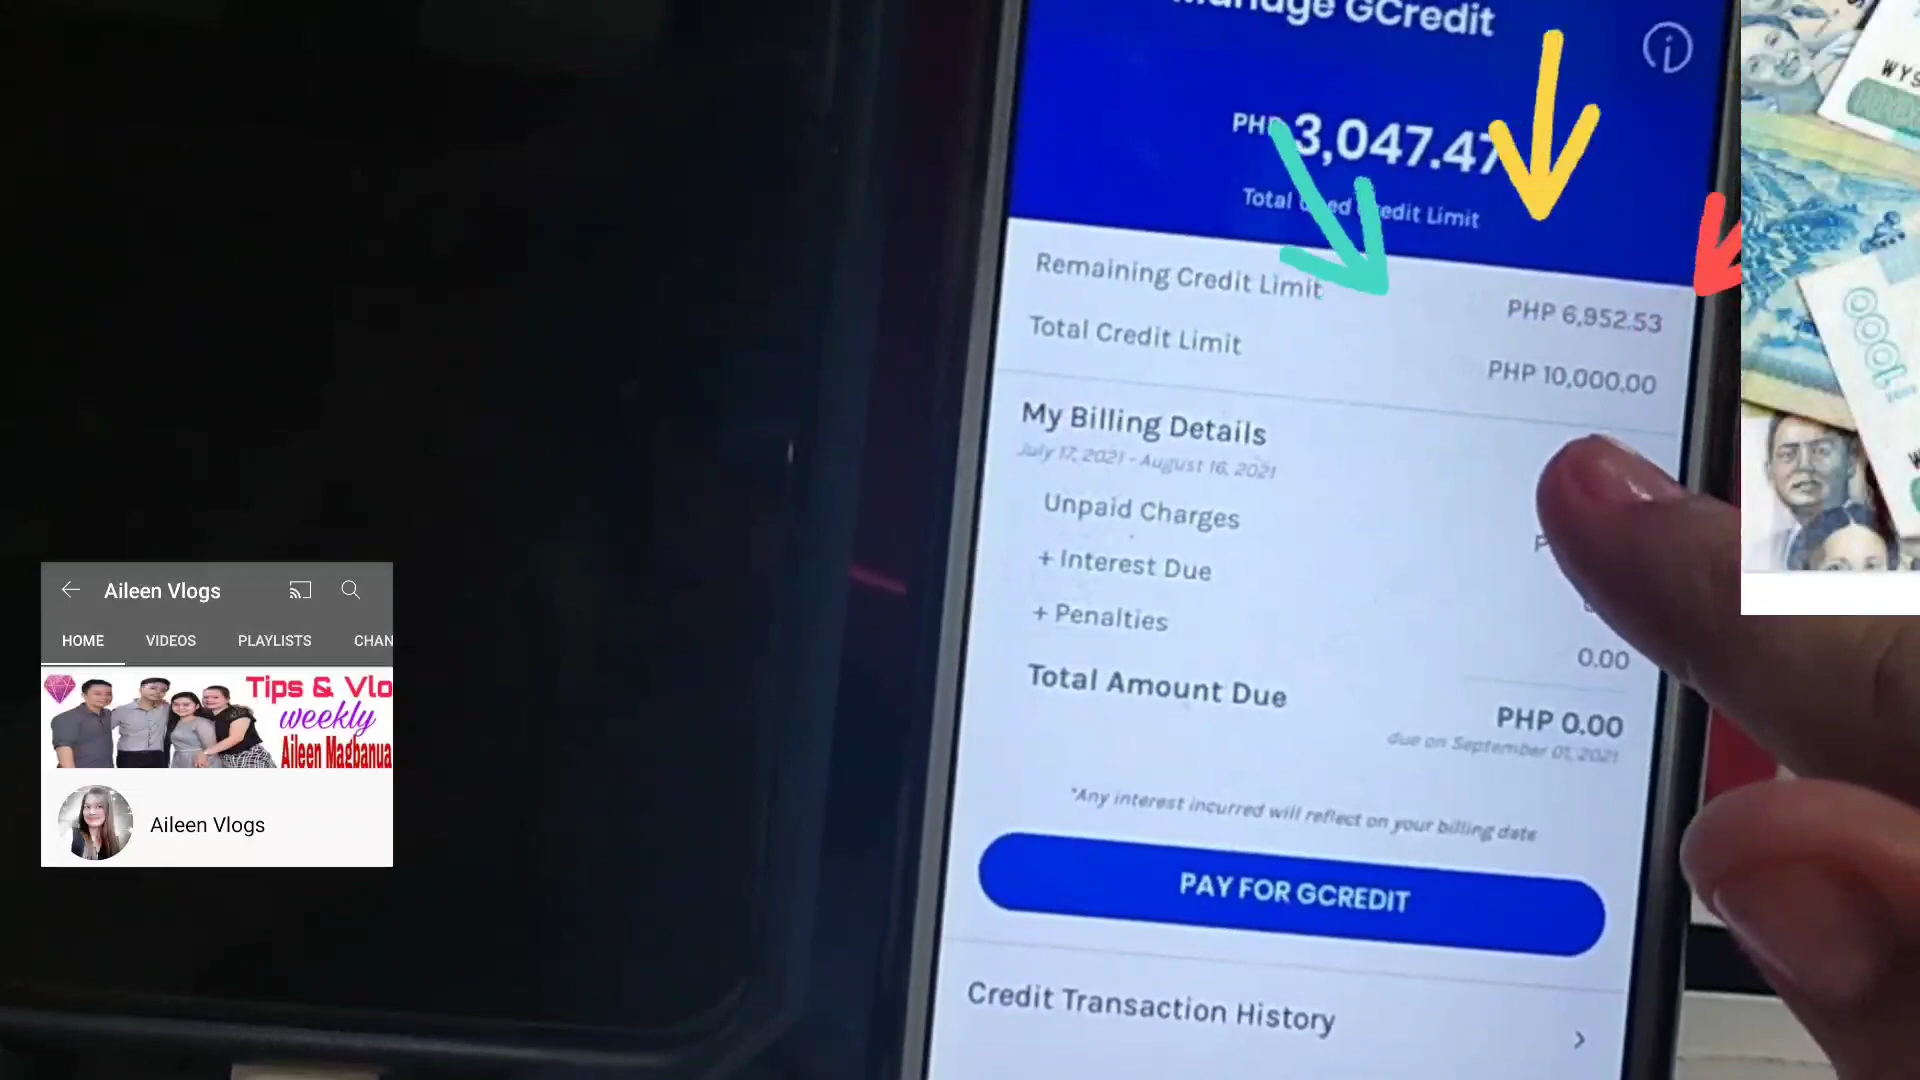 Manage GCredit
PHP 3,047.47
Total Used Credit Limit
Remaining Credit Limit PHP 6,952.53
Total Credit Limit PHP 10,000.00
My Billing Details
July 17, 2021 - August 16, 2021
Unpaid Charges
+ Interest Due
+ Penalties 0.00
Total Amount Due PHP 0.00
due on September 01, 2021
*Any interest incurred will reflect on your billing date
PAY FOR GCREDIT
Credit Transaction History
Aileen Vlogs
HOME VIDEOS PLAYLISTS CHAN
Tips & Vlo
weekly
Aileen Magbanua
Aileen Vlogs
1000